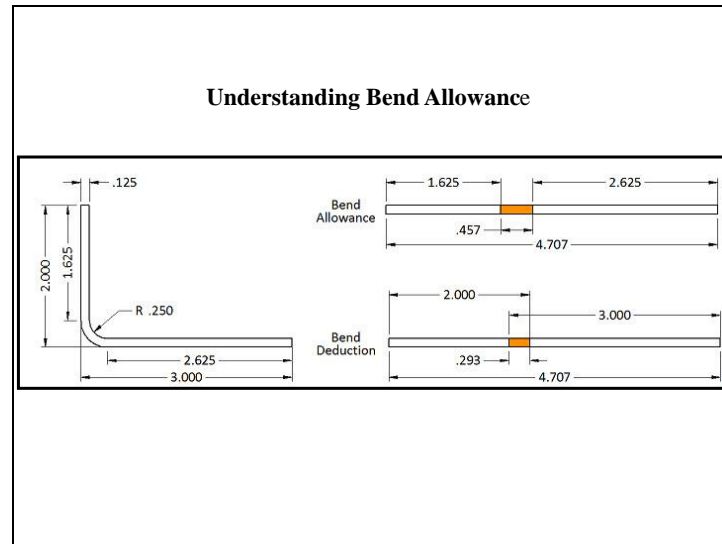 Understanding Bend Allowance
.125
2.000
1.625
R .250
2.625
3.000
Bend
Allowance
1.625
2.625
.457
4.707
Bend
Deduction
2.000
3.000
.293
4.707